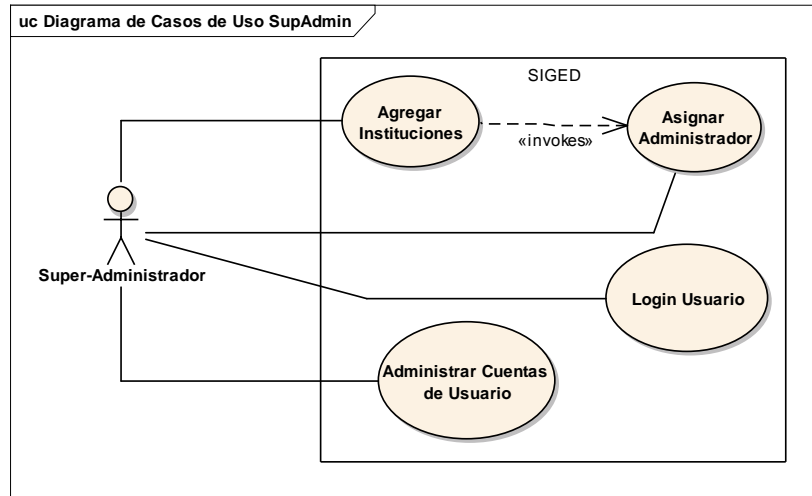 uc Diagrama de Casos de Uso SupAdmin
SIGED
Agregar
Instituciones
«invokes»
Asignar
Administrador
Super-Administrador
Login Usuario
Administrar Cuentas
de Usuario